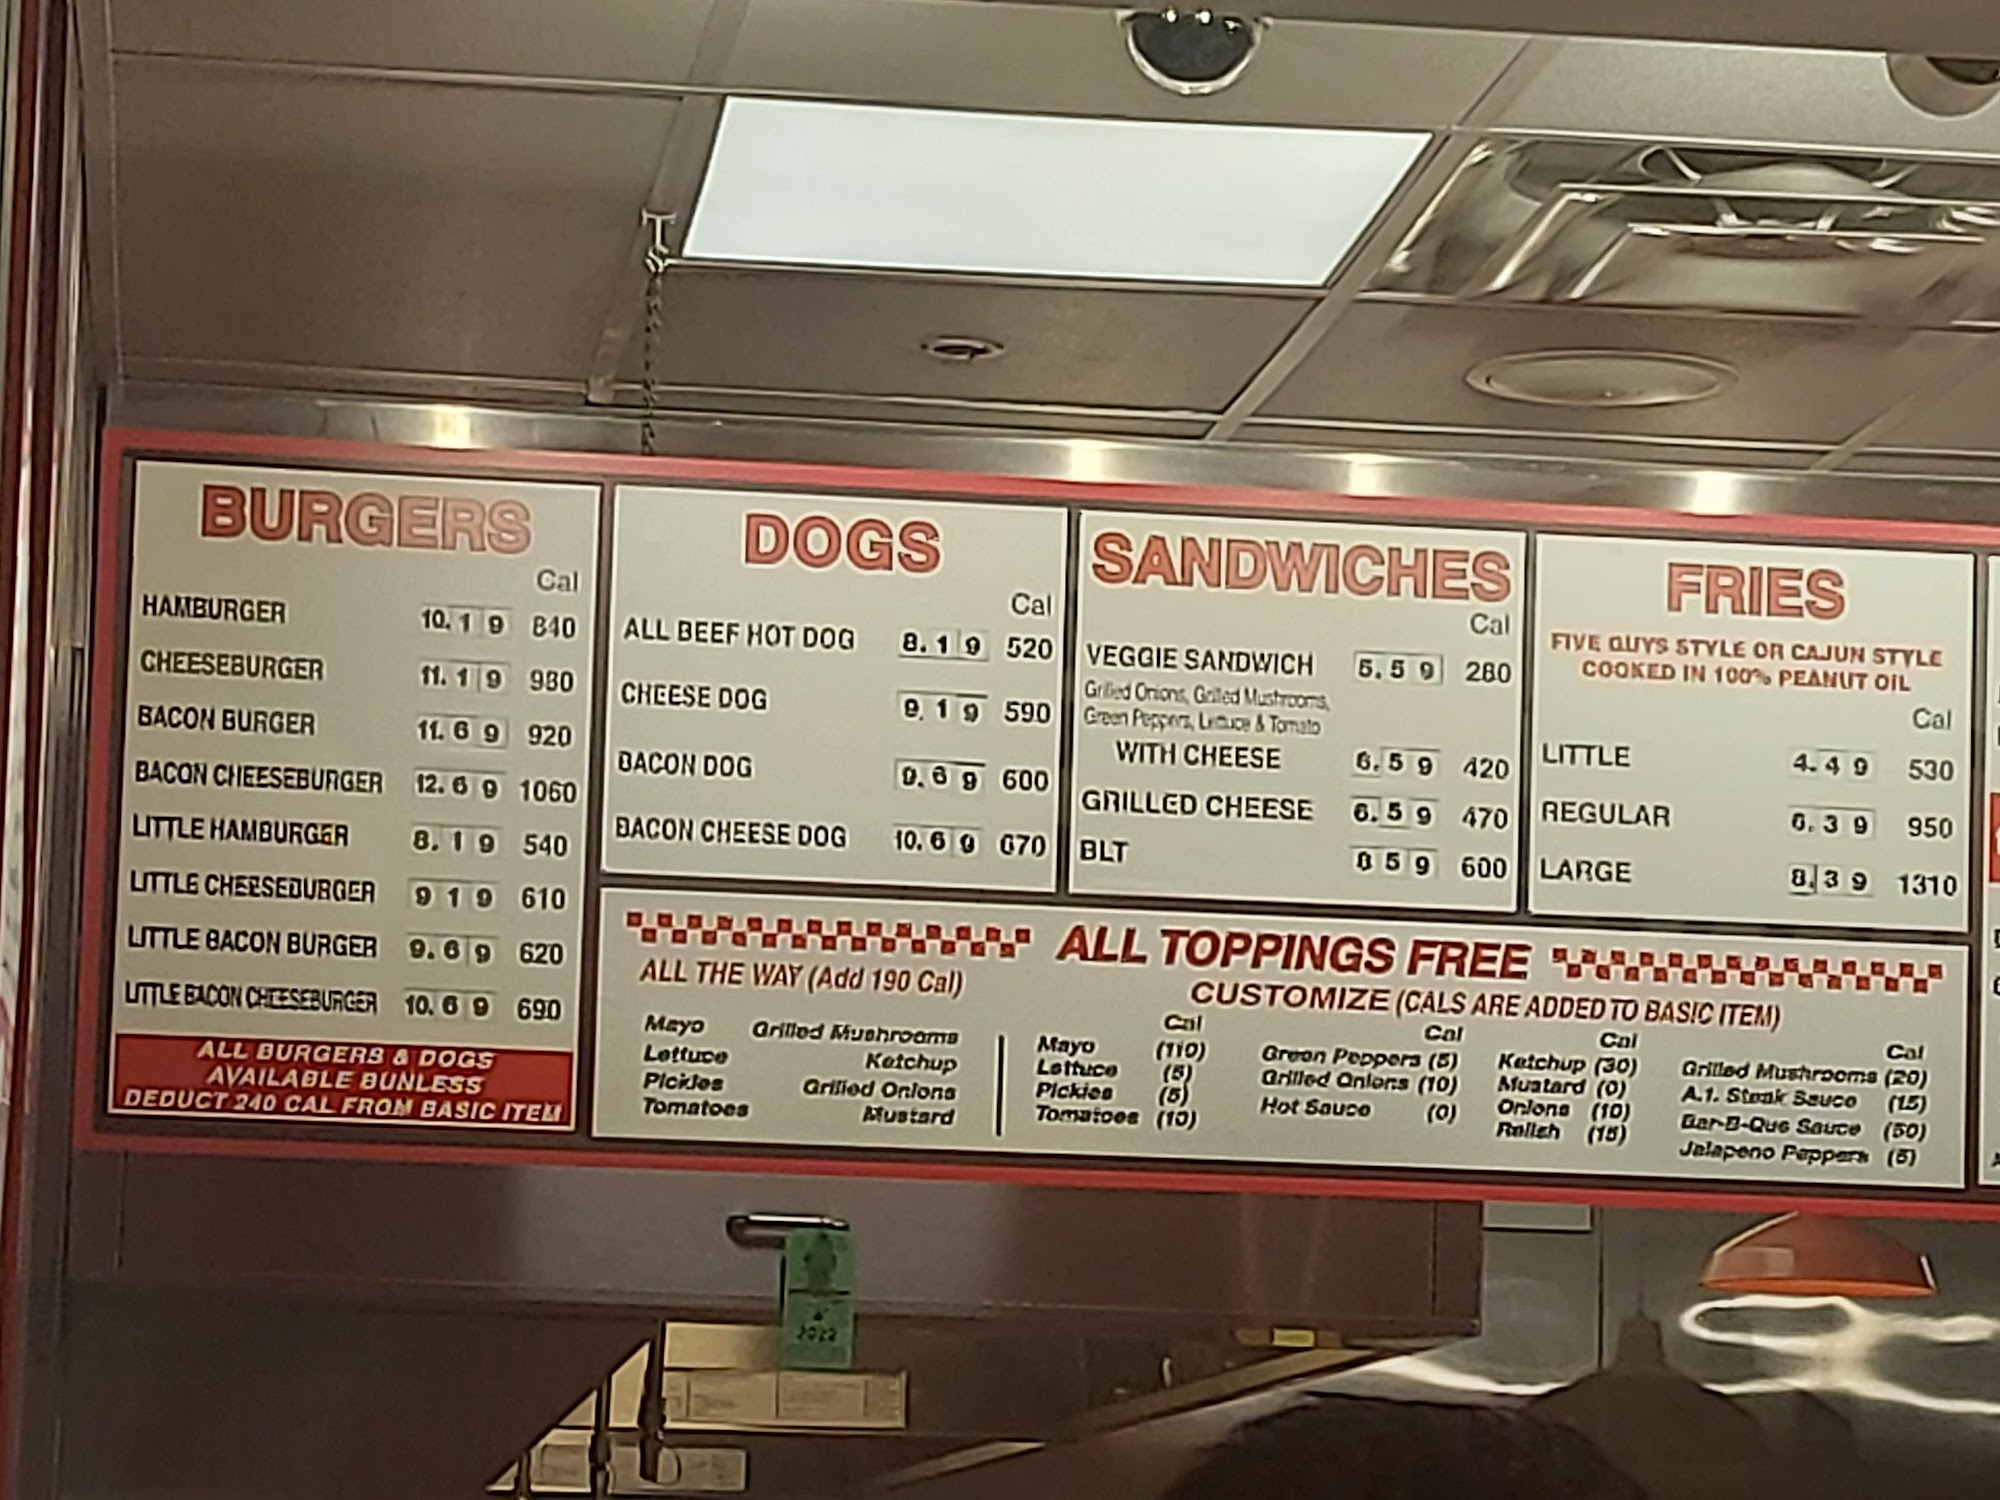 BURGERS
Cal
HAMBURGER 10.19 840
CHEESEBURGER 11.19 980
BACON BURGER 11.69 920
BACON CHEESEBURGER 12.69 1060
LITTLE HAMBURGER 8.19 540
LITTLE CHEESEBURGER 919 610
LITTLE BACON BURGER 9.69 620
LITTLE BACON CHEESEBURGER 10.69 690
ALL BURGERS & DOGS
AVAILABLE BUNLESS
DEDUCT 240 CAL FROM BASIC ITEM
DOGS
Cal
ALL BEEF HOT DOG 8.19 520
CHEESE DOG 9.19 590
BACON DOG 9.69 600
BACON CHEESE DOG 10.69 670
SANDWICHES
Cal
VEGGIE SANDWICH 5.59 280
Grilled Onions, Grilled Mushrooms,
Green Peppers, Lettuce & Tomato
WITH CHEESE 6.59 420
GRILLED CHEESE 6.59 470
BLT 859 600
FRIES
FIVE GUYS STYLE OR CAJUN STYLE
COOKED IN 100% PEANUT OIL
Cal
LITTLE 4.49 530
REGULAR 6.39 950
LARGE 8.39 1310
ALL TOPPINGS FREE
ALL THE WAY (Add 190 Cal)
Mayo Grilled Mushrooms
Lettuce Ketchup
Pickles Grilled Onions
Tomatoes Mustard
CUSTOMIZE (CALS ARE ADDED TO BASIC ITEM)
Cal
Mayo (110)
Lettuce (5)
Pickles (5)
Tomatoes (10)
Cal
Green Peppers (5)
Grilled Onions (10)
Hot Sauce (0)
Cal
Ketchup (30)
Mustard (0)
Onions (10)
Relish (15)
Cal
Grilled Mushrooms (20)
A.1. Steak Sauce (15)
Bar-B-Que Sauce (50)
Jalapeno Peppers (5)
2022